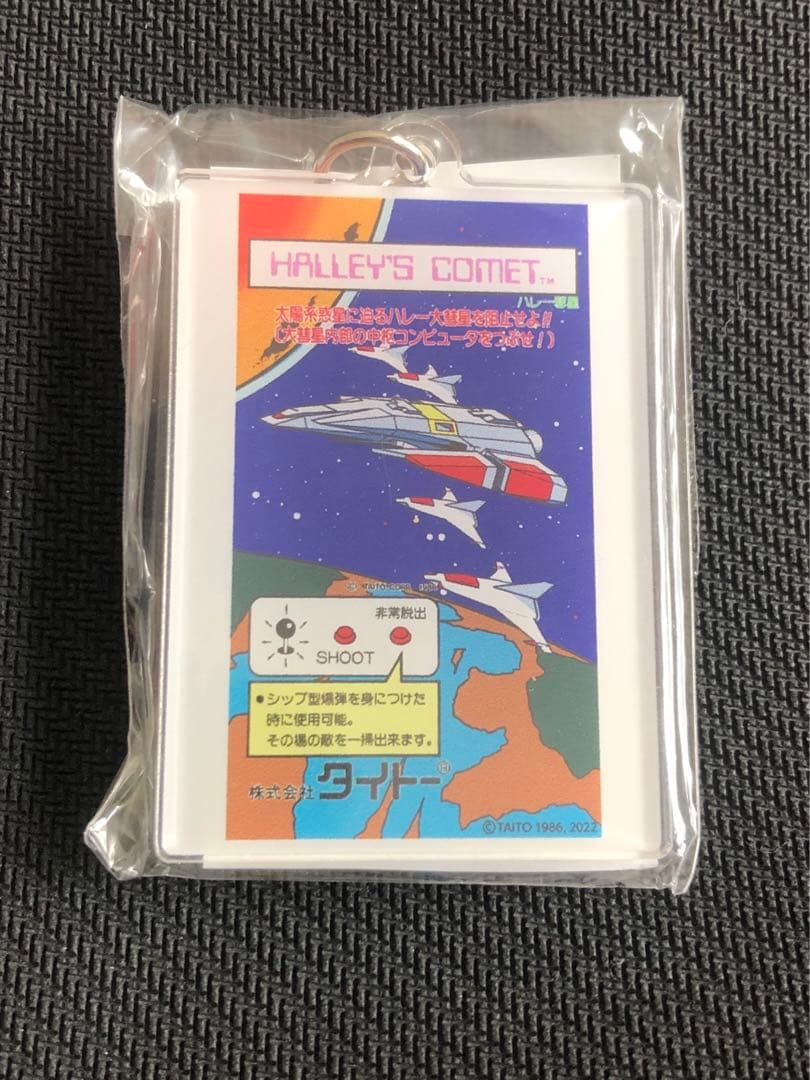 HALLEY'S COMET™
ハレー彗星
太陽系惑星に迫るハレー大彗星を阻止せよ!!
(大彗星内部の中枢コンピュータをつぶせ!)
© TAITO CORP. 1986
非常脱出
SHOOT
●シップ型爆弾を身につけた
時に使用可能。
その場の敵を一掃出来ます。
株式会社 タイトー®
©TAITO 1986, 2022